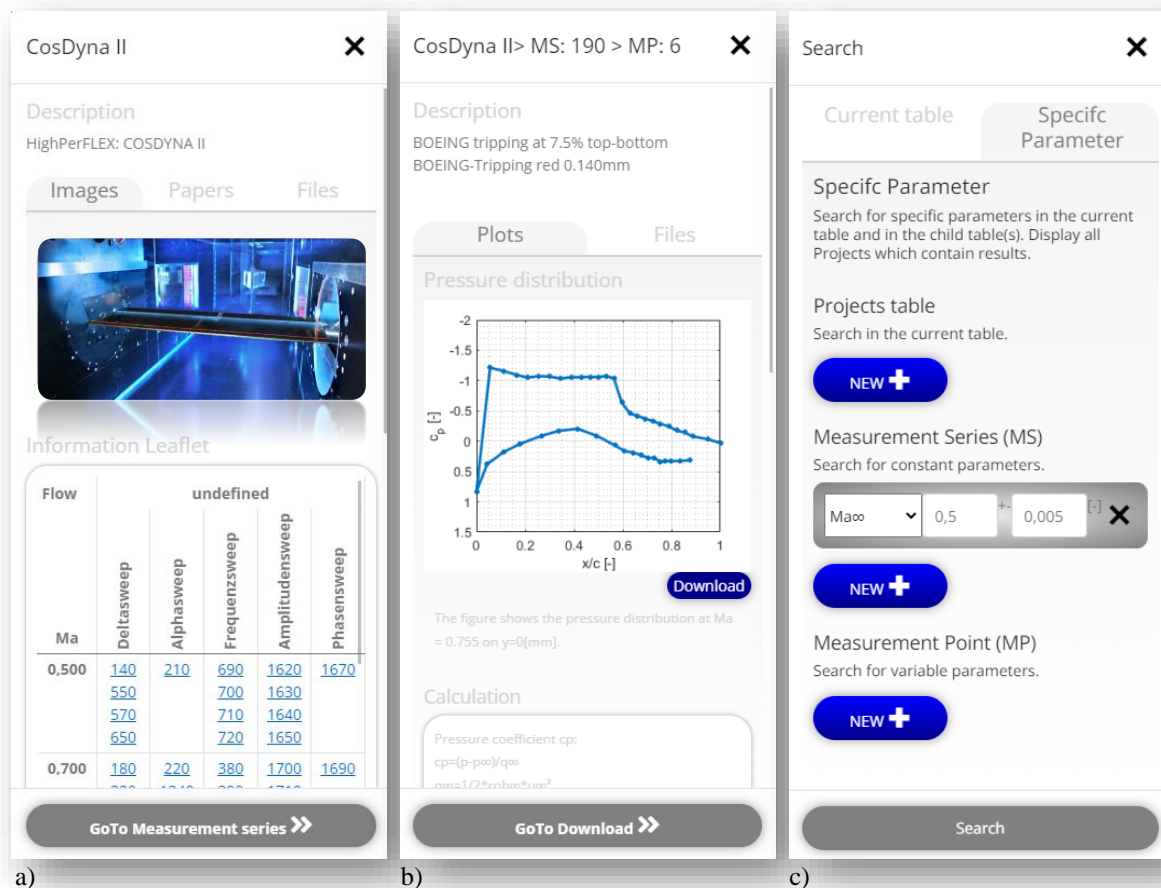 CosDyna II
Description
HighPerFLEX: COSDYNA II
Images Papers Files
Information Leaflet
Flow undefined
Ma Deltasweep Alphasweep Frequenzsweep Amplitudensweep Phasensweep
0,500 140 210 690 1620 1670
550 700 1630
570 710 1640
650 720 1650
0,700 180 220 380 1700 1690
GoTo Measurement series
a)
CosDyna II> MS: 190 > MP: 6
Description
BOEING tripping at 7.5% top-bottom
BOEING-Tripping red 0.140mm
Plots Files
Pressure distribution
-2
-1.5
-1
-0.5
0
0.5
1
1.5
cp [-]
0 0.2 0.4 0.6 0.8 1
x/c [-]
Download
The figure shows the pressure distribution at Ma
= 0.755 on y=0[mm].
Calculation
Pressure coefficient cp:
cp=(p-p∞)/q∞
GoTo Download
b)
Search
Current table Specifc
Parameter
Specifc Parameter
Search for specific parameters in the current
table and in the child table(s). Display all
Projects which contain results.
Projects table
Search in the current table.
NEW
Measurement Series (MS)
Search for constant parameters.
Ma∞ 0,5 +- 0,005 [-]
NEW
Measurement Point (MP)
Search for variable parameters.
NEW
Search
c)